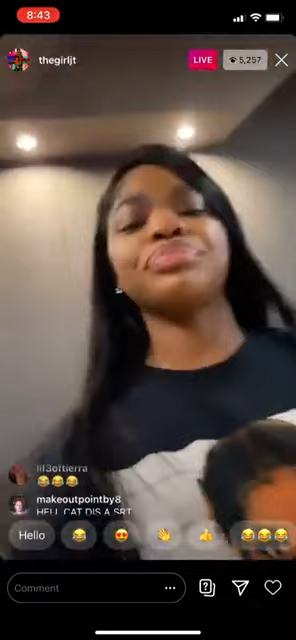 8:43
thegirljt
LIVE
5,257
lil3oftierra
makeoutpointby8
HELL CAT DIS A SRT
Hello
Comment